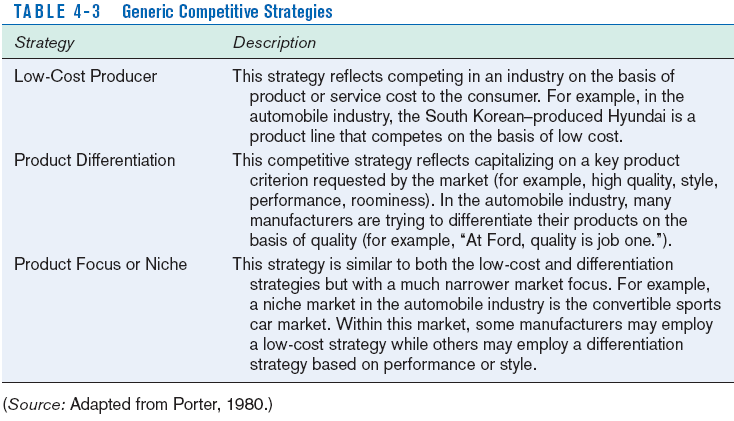 TABLE 4-3 Generic Competitive Strategies
Strategy Description
Low-Cost Producer This strategy reflects competing in an industry on the basis of
product or service cost to the consumer. For example, in the
automobile industry, the South Korean–produced Hyundai is a
product line that competes on the basis of low cost.
Product Differentiation This competitive strategy reflects capitalizing on a key product
criterion requested by the market (for example, high quality, style,
performance, roominess). In the automobile industry, many
manufacturers are trying to differentiate their products on the
basis of quality (for example, “At Ford, quality is job one.”).
Product Focus or Niche This strategy is similar to both the low-cost and differentiation
strategies but with a much narrower market focus. For example,
a niche market in the automobile industry is the convertible sports
car market. Within this market, some manufacturers may employ
a low-cost strategy while others may employ a differentiation
strategy based on performance or style.
(Source: Adapted from Porter, 1980.)